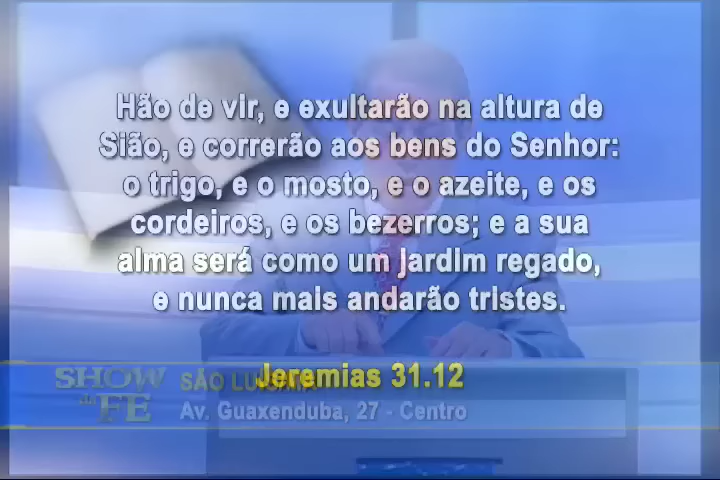 Hão de vir, e exultarão na altura de
Sião, e correrão aos bens do Senhor:
o trigo, e o mosto, e o azeite, e os
cordeiros, e os bezerros; e a sua
alma será como um jardim regado,
e nunca mais andarão tristes.
Jeremias 31.12
SHOW
da
FÉ
SÃO
Av. Guaxenduba, 27 - Centro